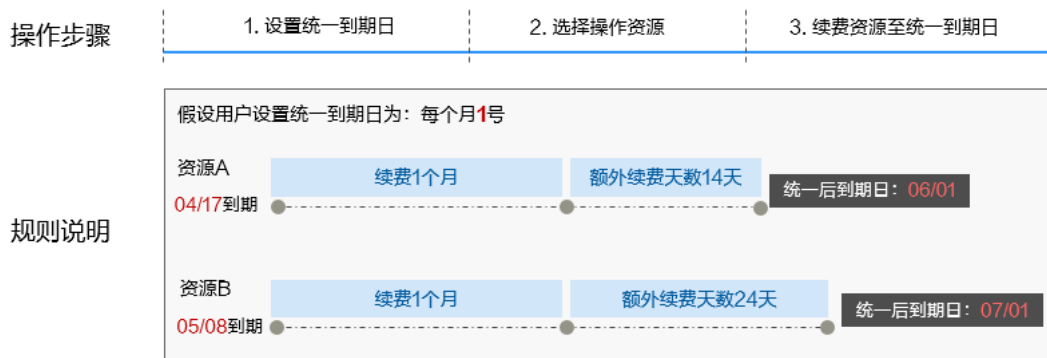 操作步骤
1. 设置统一到期日
2. 选择操作资源
3. 续费资源至统一到期日
规则说明
假设用户设置统一到期日为：每个月1号
资源A
04/17到期
续费1个月
额外续费天数14天
统一后到期日：06/01
资源B
05/08到期
续费1个月
额外续费天数24天
统一后到期日：07/01